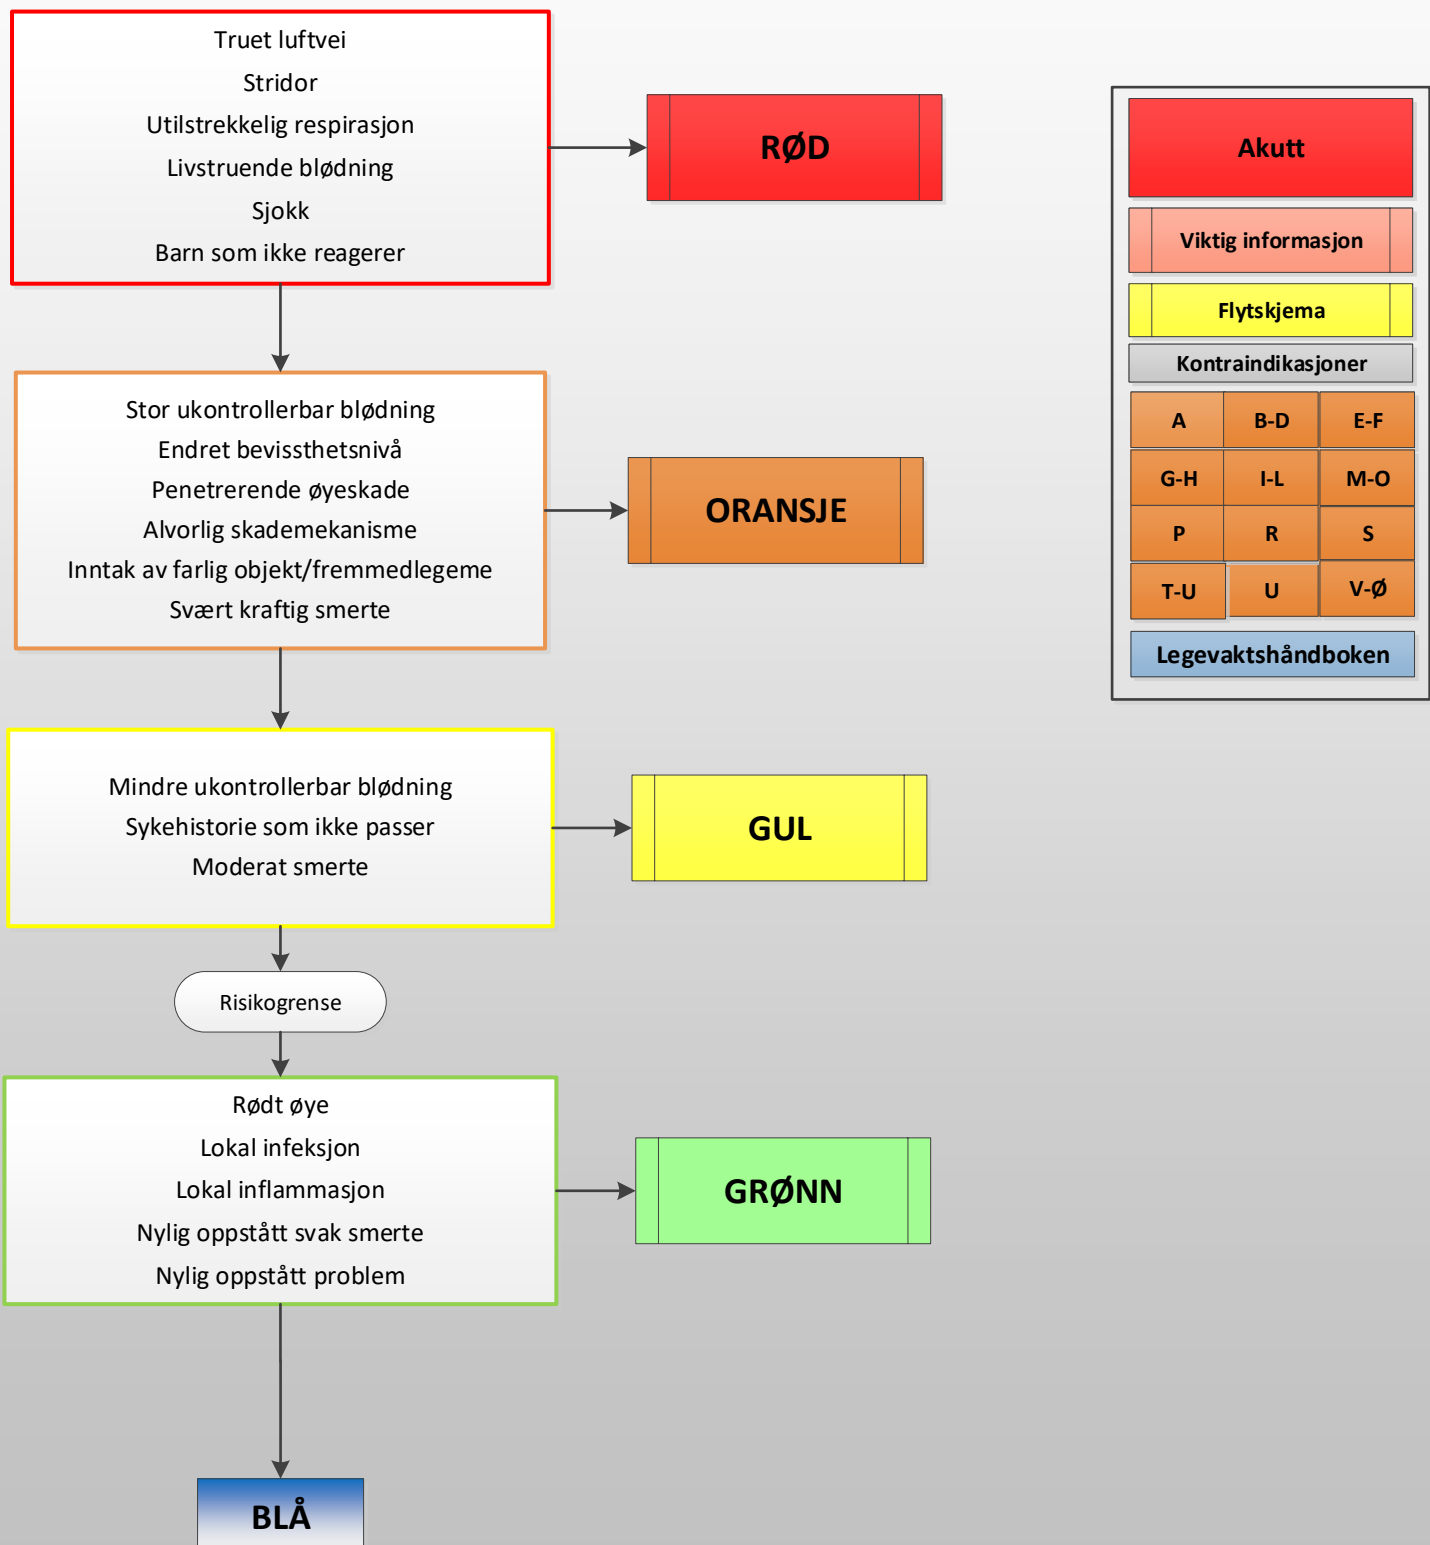 Truet luftvei
Stridor
Utilstrekkelig respirasjon
Livstruende blødning
Sjokk
Barn som ikke reagerer
RØD
Stor ukontrollerbar blødning
Endret bevissthetsnivå
Penetrerende øyeskade
Alvorlig skademekanisme
Inntak av farlig objekt/fremmedlegeme
Svært kraftig smerte
ORANSJE
Mindre ukontrollerbar blødning
Sykehistorie som ikke passer
Moderat smerte
GUL
Risikogrense
Rødt øye
Lokal infeksjon
Lokal inflammasjon
Nylig oppstått svak smerte
Nylig oppstått problem
GRØNN
BLÅ
Akutt
Viktig informasjon
Flytskjema
Kontraindikasjoner
A B-D E-F
G-H I-L M-O
P R S
T-U U V-Ø
Legevaktshåndboken